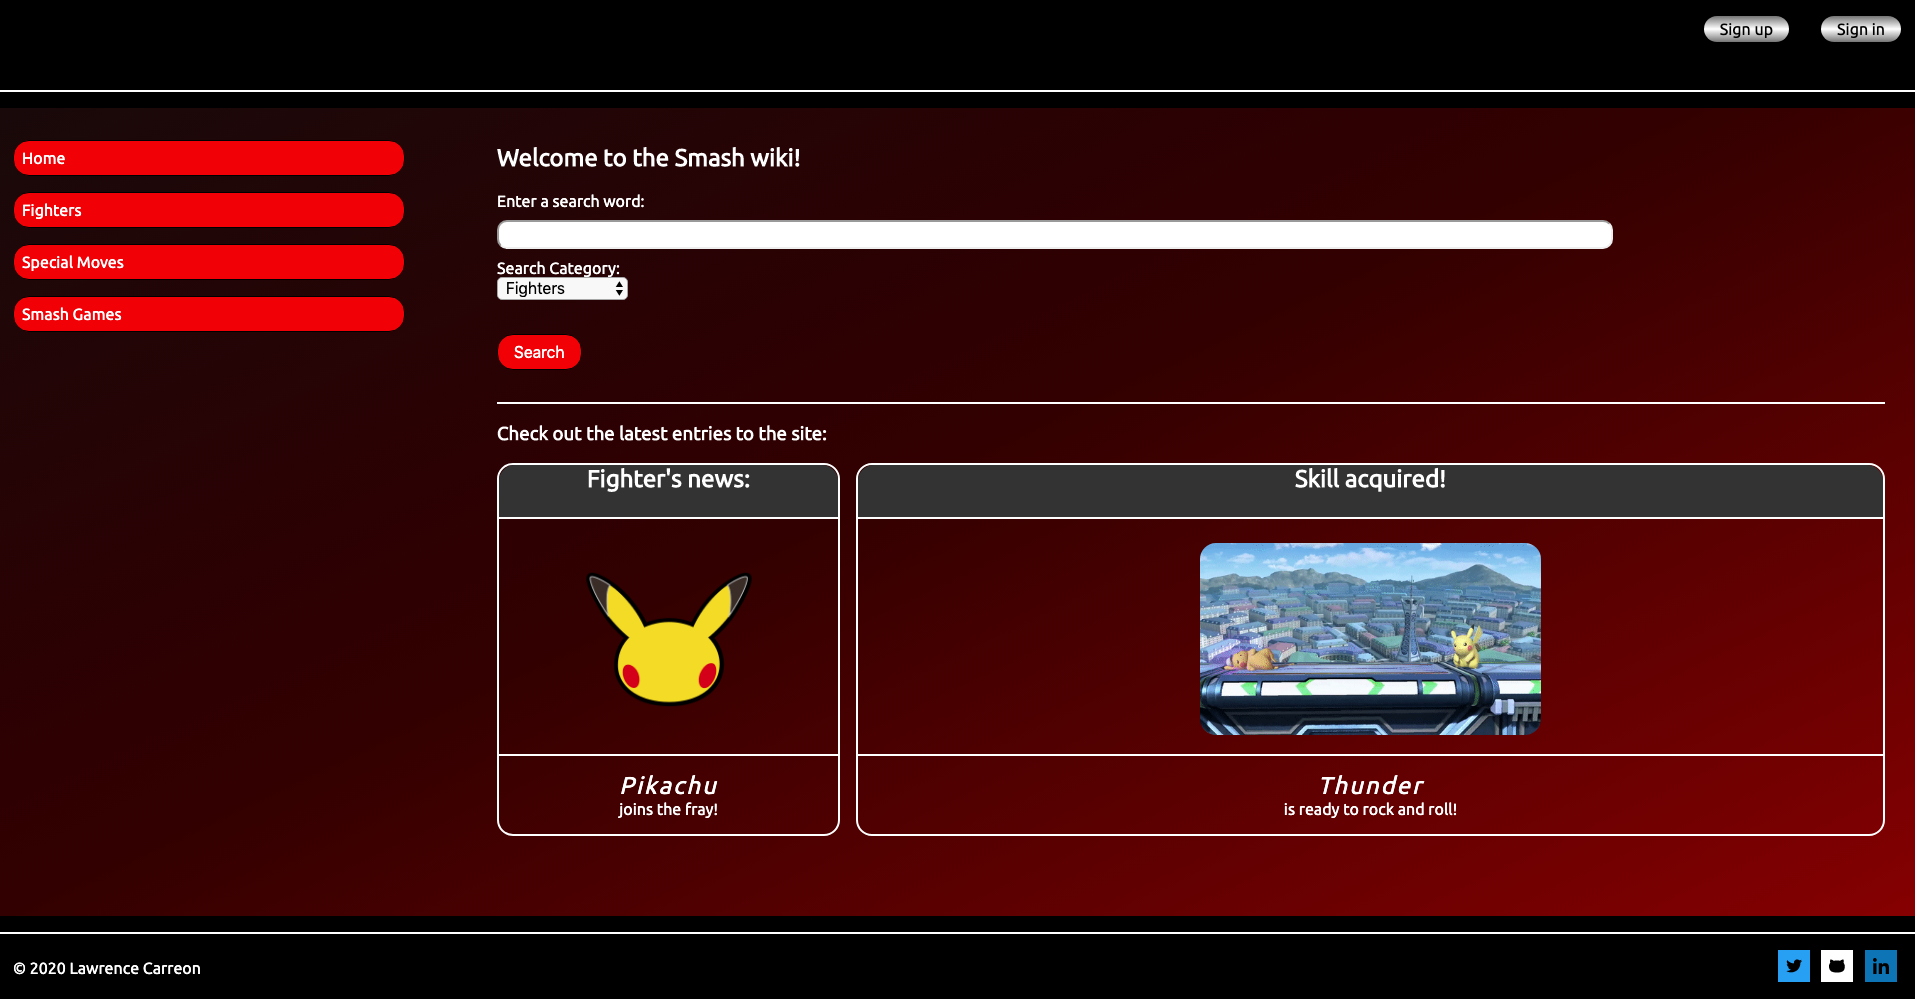 Sign up
Sign in
Home
Fighters
Special Moves
Smash Games
Welcome to the Smash wiki!
Enter a search word:
Search Category:
Fighters
Search
Check out the latest entries to the site:
Fighter's news:
Pikachu
joins the fray!
Skill acquired!
Thunder
is ready to rock and roll!
© 2020 Lawrence Carreon
in